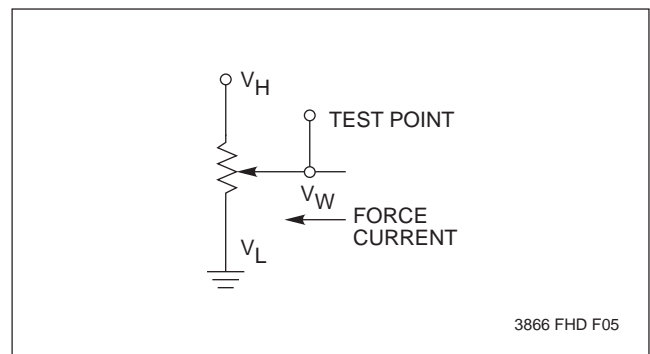 VH
TEST POINT
VW
FORCE
CURRENT
VL
3866 FHD F05